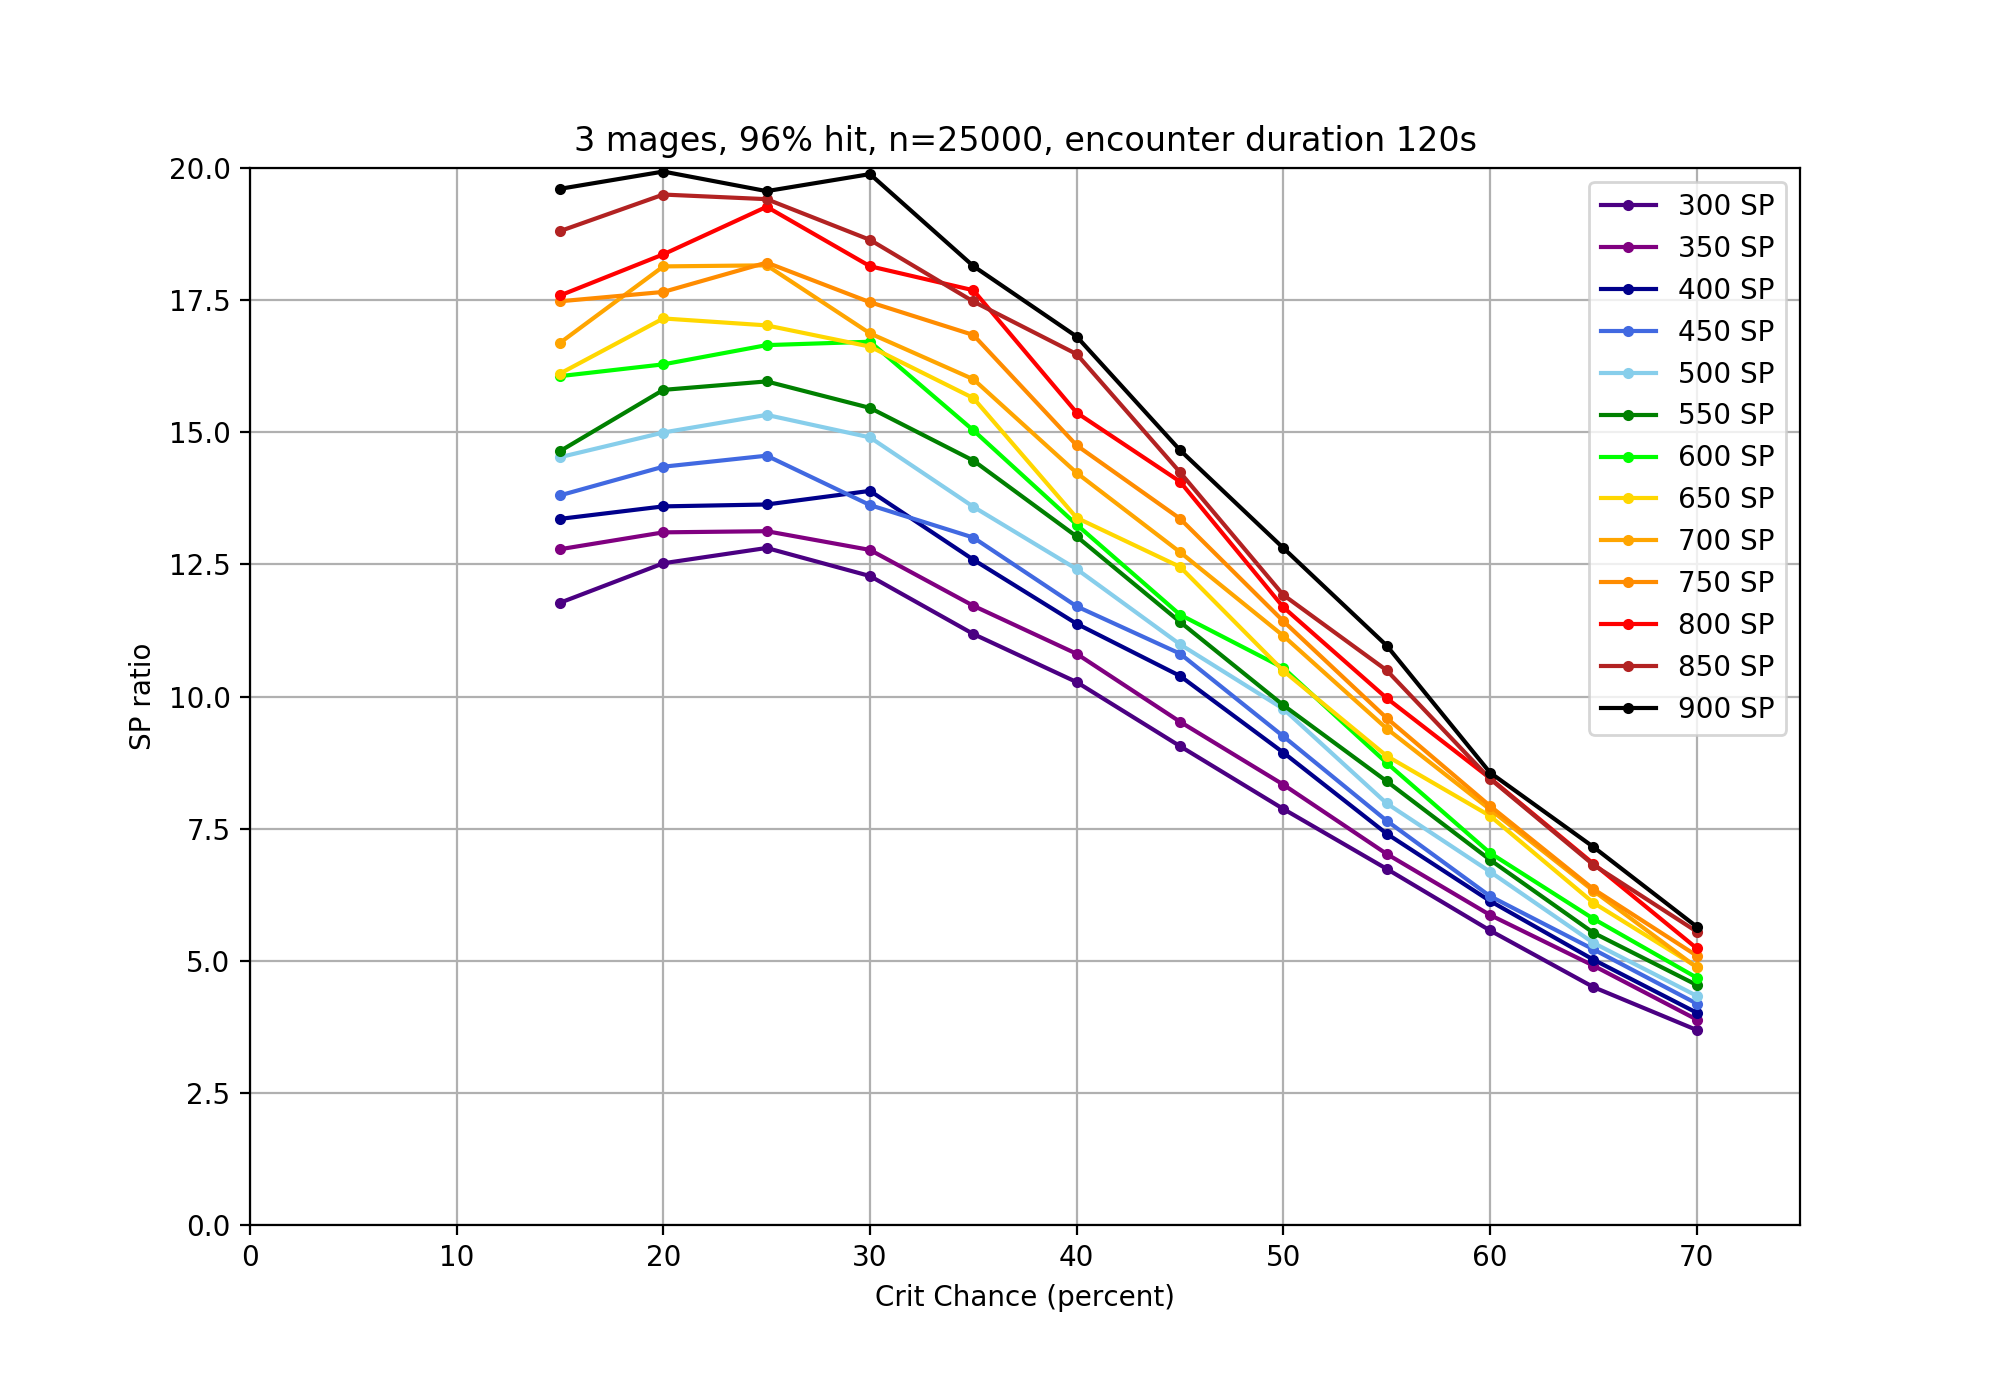 3 mages, 96% hit, n=25000, encounter duration 120s
20.0
17.5
15.0
12.5
10.0
7.5
5.0
2.5
0.0
SP ratio
0 10 20 30 40 50 60 70
Crit Chance (percent)
300 SP
350 SP
400 SP
450 SP
500 SP
550 SP
600 SP
650 SP
700 SP
750 SP
800 SP
850 SP
900 SP